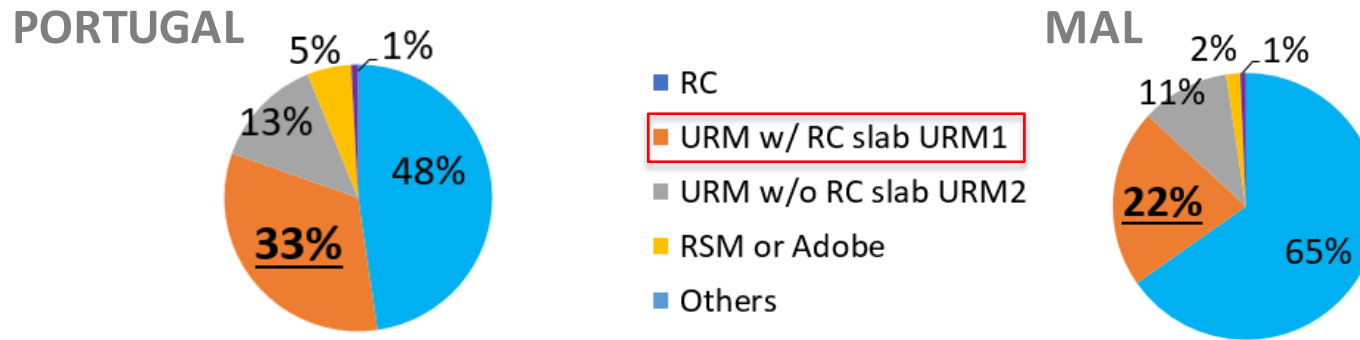 PORTUGAL
5%
1%
13%
48%
33%
RC
URM w/ RC slab URM1
URM w/o RC slab URM2
RSM or Adobe
Others
MAL
2%
1%
11%
22%
65%